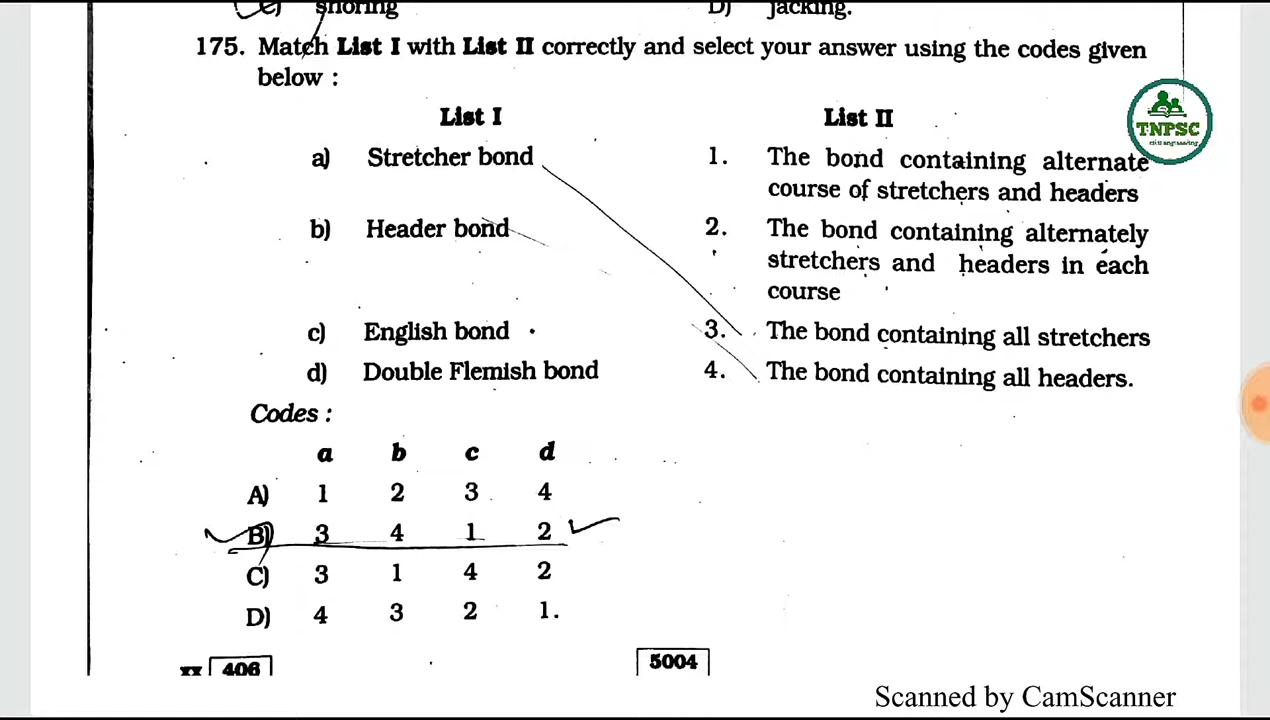 snoring D) jacking.
175. Match List I with List II correctly and select your answer using the codes given
below :
List I List II
TNPSC
a) Stretcher bond 1. The bond containing alternate
course of stretchers and headers
b) Header bond 2. The bond containing alternately
stretchers and headers in each
course
c) English bond 3. The bond containing all stretchers
d) Double Flemish bond 4. The bond containing all headers.
Codes :
a b c d
A) 1 2 3 4
B) 3 4 1 2
C) 3 1 4 2
D) 4 3 2 1.
xx 406 5004
Scanned by CamScanner